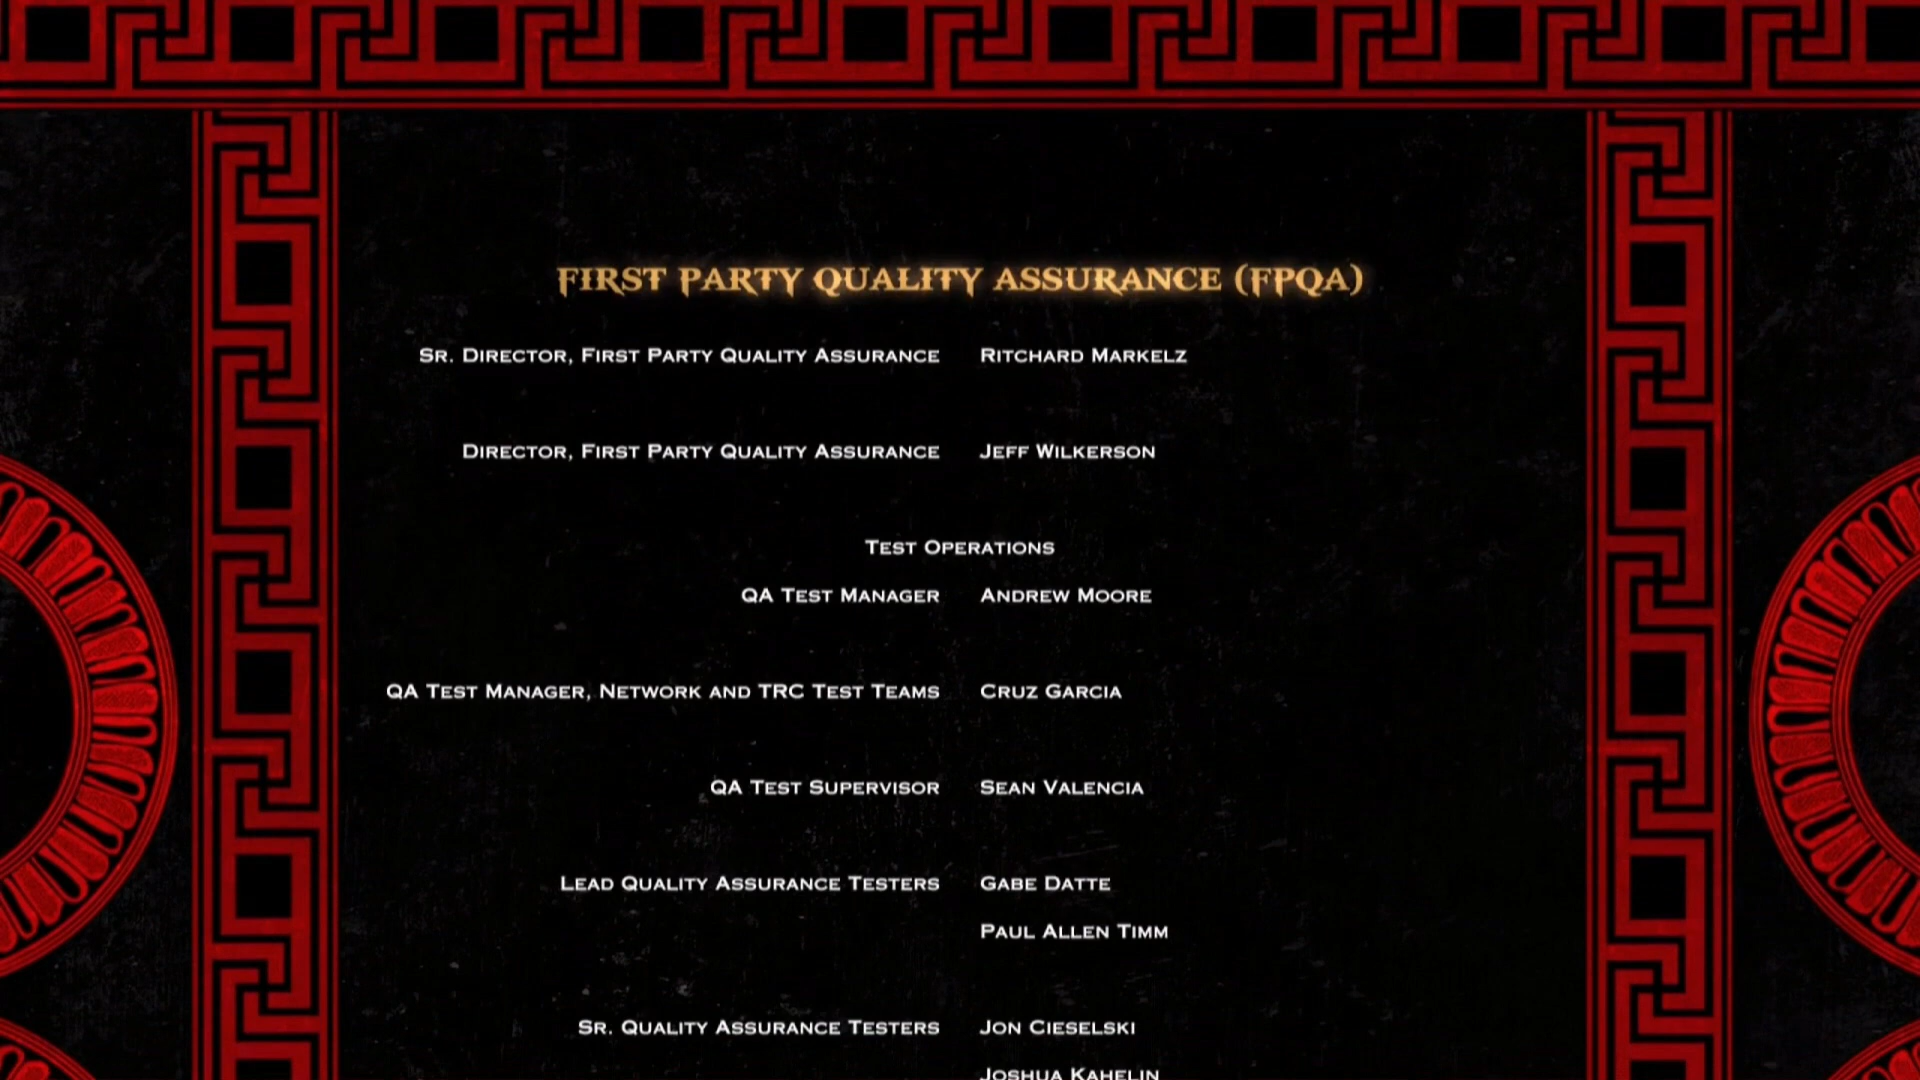 FIRST PARTY QUALITY ASSURANCE (FPQA)
SR. DIRECTOR, FIRST PARTY QUALITY ASSURANCE RITCHARD MARKELZ
DIRECTOR, FIRST PARTY QUALITY ASSURANCE JEFF WILKERSON
TEST OPERATIONS
QA TEST MANAGER ANDREW MOORE
QA TEST MANAGER, NETWORK AND TRC TEST TEAMS CRUZ GARCIA
QA TEST SUPERVISOR SEAN VALENCIA
LEAD QUALITY ASSURANCE TESTERS GABE DATTE
PAUL ALLEN TIMM
SR. QUALITY ASSURANCE TESTERS JON CIESELSKI
JOSHUA KAHELIN